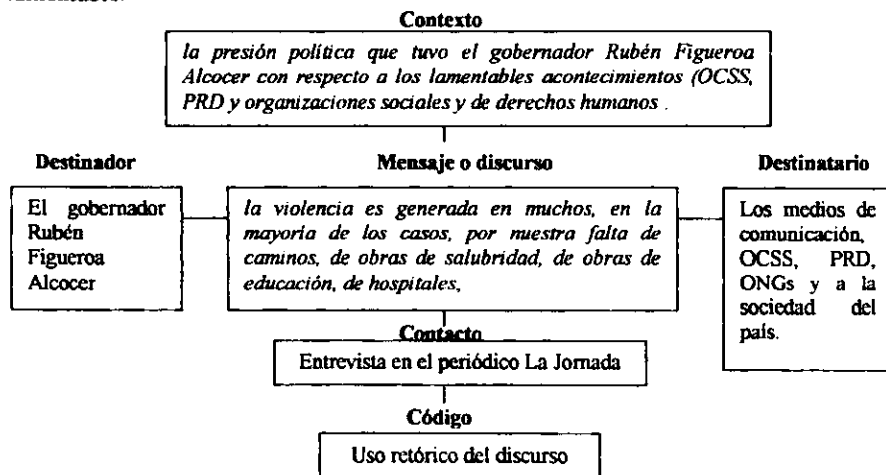 Contexto
la presión política que tuvo el gobernador Rubén Figueroa
Alcocer con respecto a los lamentables acontecimientos (OCSS,
PRD y organizaciones sociales y de derechos humanos .
Destinador
El gobernador
Rubén
Figueroa
Alcocer
Mensaje o discurso
la violencia es generada en muchos, en la
mayoría de los casos, por nuestra falta de
caminos, de obras de salubridad, de obras de
educación, de hospitales,
Destinatario
Los medios de
comunicación,
OCSS, PRD,
ONGs y a la
sociedad del
país.
Contacto
Entrevista en el periódico La Jornada
Código
Uso retórico del discurso